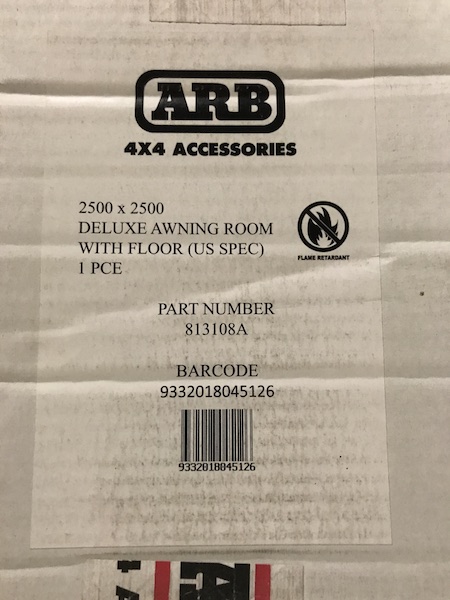 ARB
4X4 ACCESSORIES
2500 x 2500
DELUXE AWNING ROOM
WITH FLOOR (US SPEC)
1 PCE
FLAME RETARDANT
PART NUMBER
813108A
BARCODE
9332018045126
9332018045126